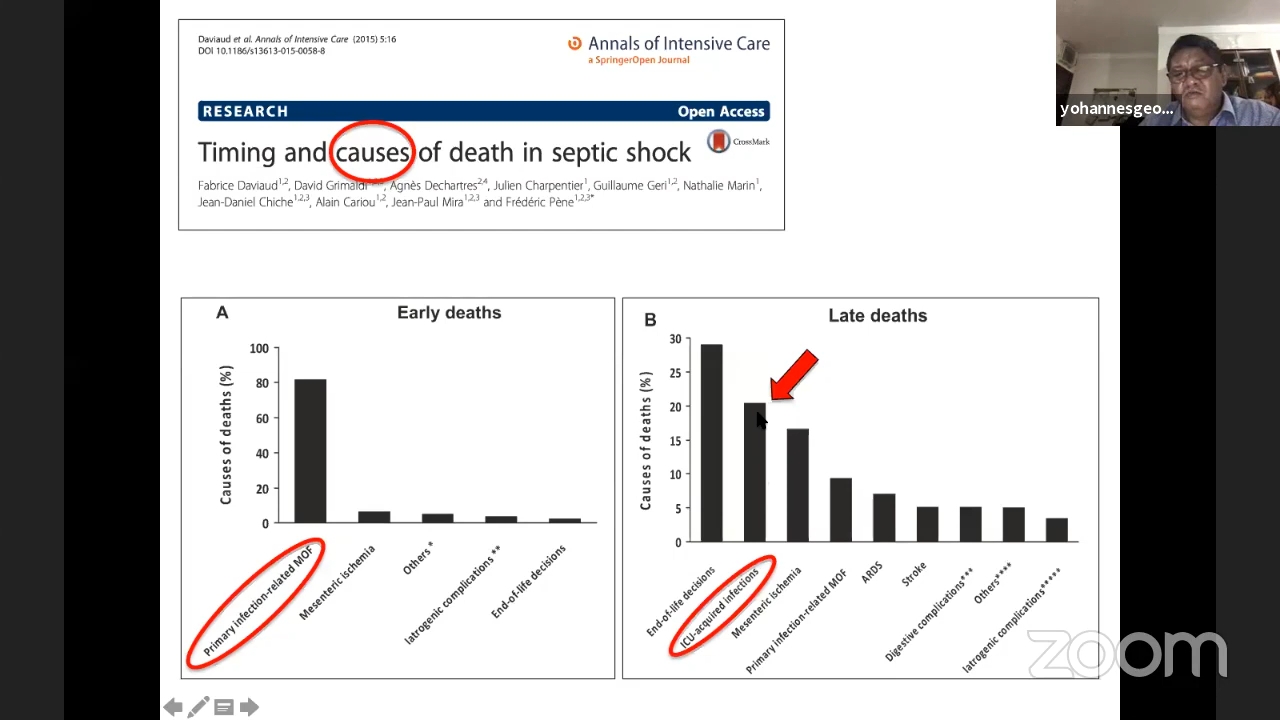 Daviaud et al. Annals of Intensive Care (2015) 5:16
DOI 10.1186/s13613-015-0058-8
Annals of Intensive Care
a SpringerOpen Journal
RESEARCH
Open Access
Timing and causes of death in septic shock
CrossMark
Fabrice Daviaud1,2, David Grimaldi1,2,3, Agnès Dechartres2,4, Julien Charpentier1, Guillaume Geri1,2, Nathalie Marin1,
Jean-Daniel Chiche1,2,3, Alain Cariou1,2, Jean-Paul Mira1,2,3 and Frédéric Pène1,2,3*
yohannesgeo...
A
Early deaths
Causes of deaths (%)
100
80
60
40
20
0
Primary infection-related MOF
Mesenteric ischemia
Others *
Iatrogenic complications **
End-of-life decisions
B
Late deaths
Causes of deaths (%)
30
25
20
15
10
5
0
End-of-life decisions
ICU-acquired infections
Mesenteric ischemia
Primary infection-related MOF
ARDS
Stroke
Digestive complications***
Others****
Iatrogenic complications*****
zoom